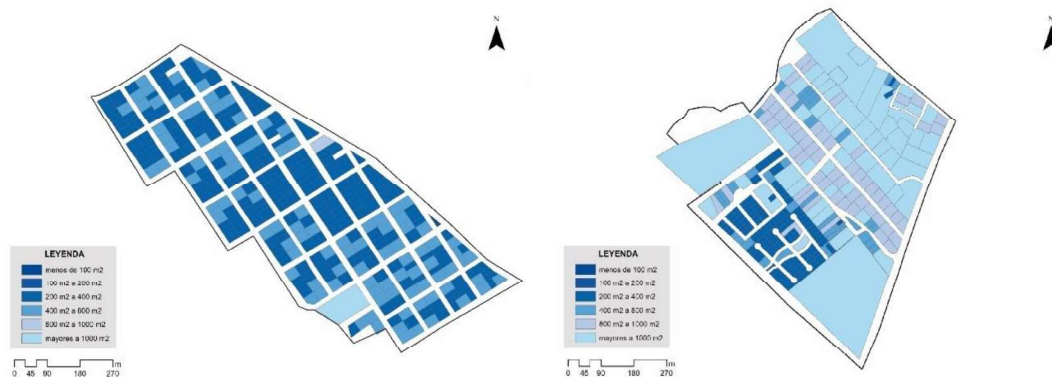 N
LEYENDA
menos de 100 m2
100 m2 a 200 m2
200 m2 a 400 m2
400 m2 a 800 m2
800 m2 a 1000 m2
mayores a 1000 m2
m
0 45 90 180 270
N
LEYENDA
menos de 100 m2
100 m2 a 200 m2
200 m2 a 400 m2
400 m2 a 800 m2
800 m2 a 1000 m2
mayores a 1000 m2
m
0 45 90 180 270